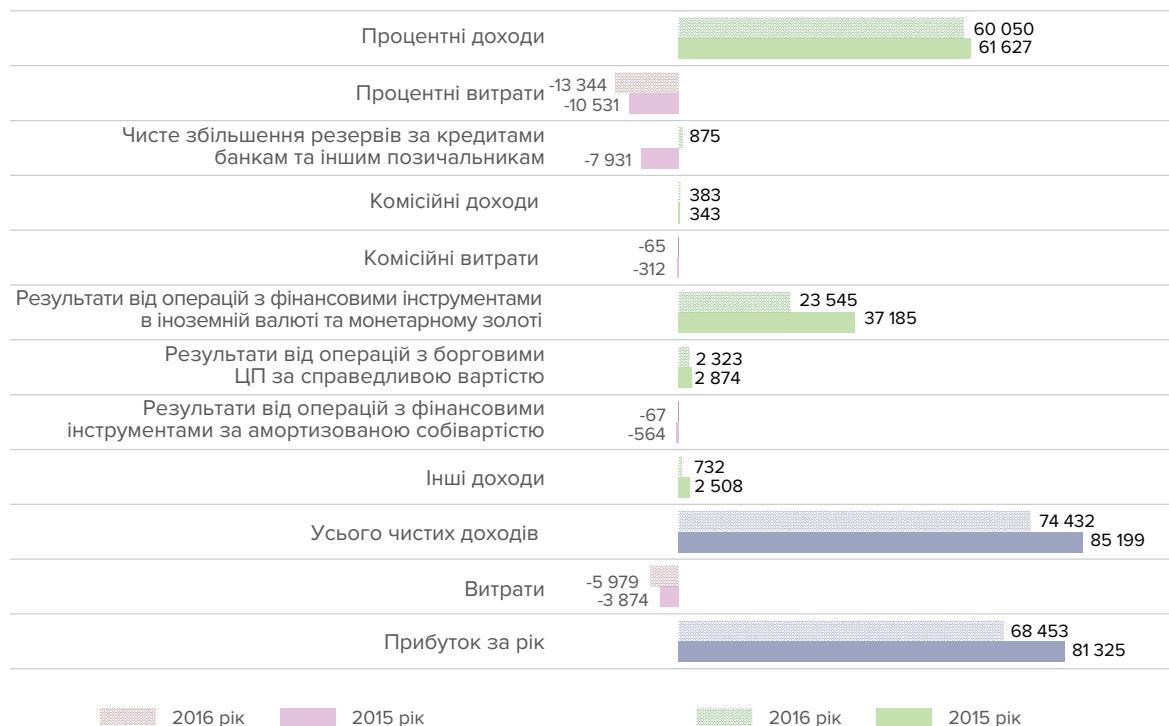 Процентні доходи
60 050
61 627
Процентні витрати
-13 344
-10 531
Чисте збільшення резервів за кредитами
банкам та іншим позичальникам
875
-7 931
Комісійні доходи
383
343
Комісійні витрати
-65
-312
Результати від операцій з фінансовими інструментами
в іноземній валюті та монетарному золоті
23 545
37 185
Результати від операцій з борговими
ЦП за справедливою вартістю
2 323
2 874
Результати від операцій з фінансовими
інструментами за амортизованою собівартістю
-67
-564
Інші доходи
732
2 508
Усього чистих доходів
74 432
85 199
Витрати
-5 979
-3 874
Прибуток за рік
68 453
81 325
2016 рік 2015 рік 2016 рік 2015 рік